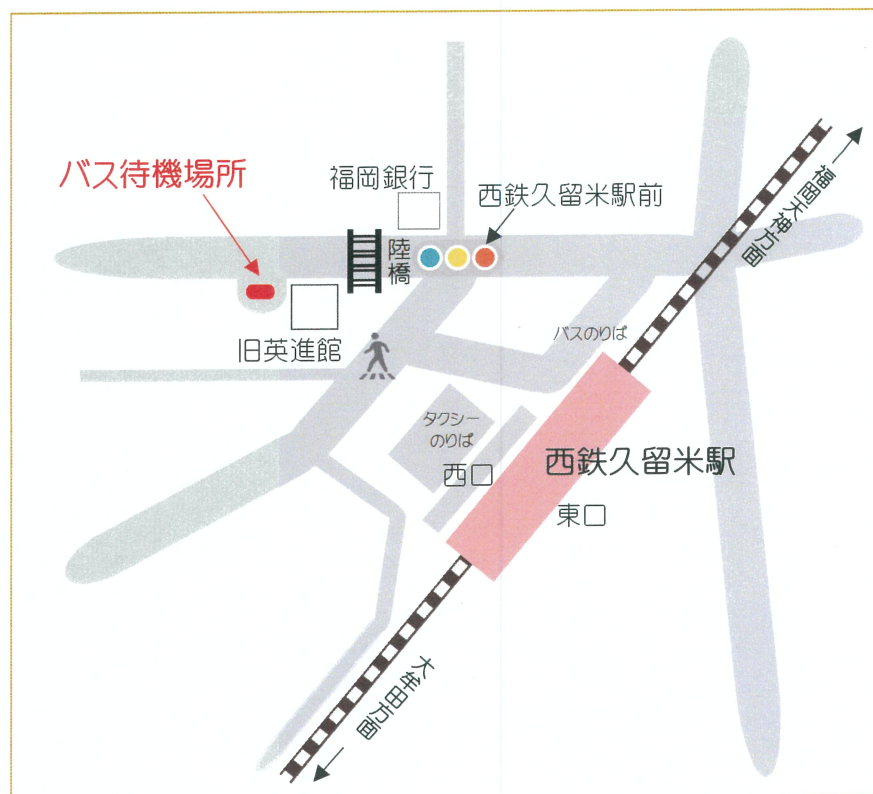 バス待機場所
福岡銀行
西鉄久留米駅前
陸橋
福岡天神方面
旧英進館
バスのりば
タクシー
のりば
西口
西鉄久留米駅
東口
大牟田方面